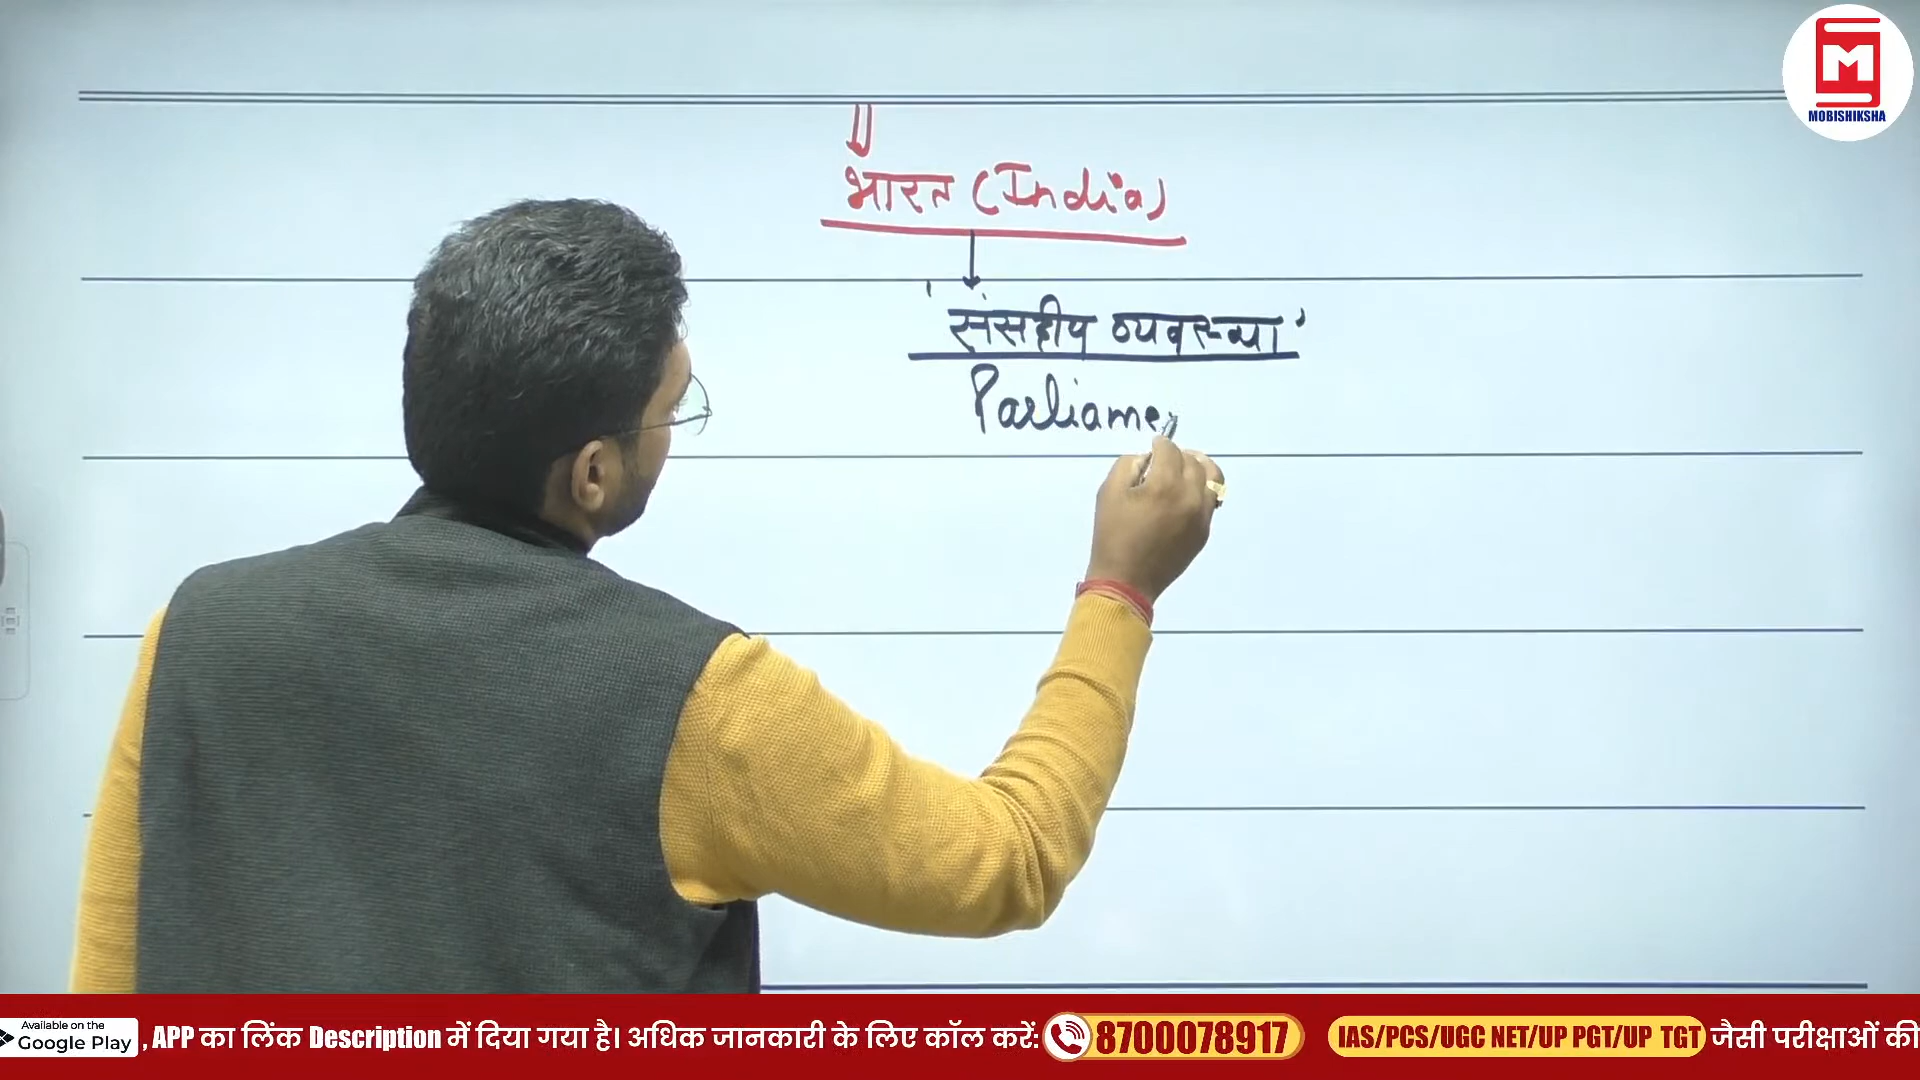 MOBISHIKSHA
भारत (India)
'संसदीय व्यवस्था'
Parliame
Available on the
Google Play
, APP का लिंक Description में दिया गया है। अधिक जानकारी के लिए कॉल करें: 8700078917 IAS/PCS/UGC NET/UP PGT/UP TGT जैसी परीक्षाओं की